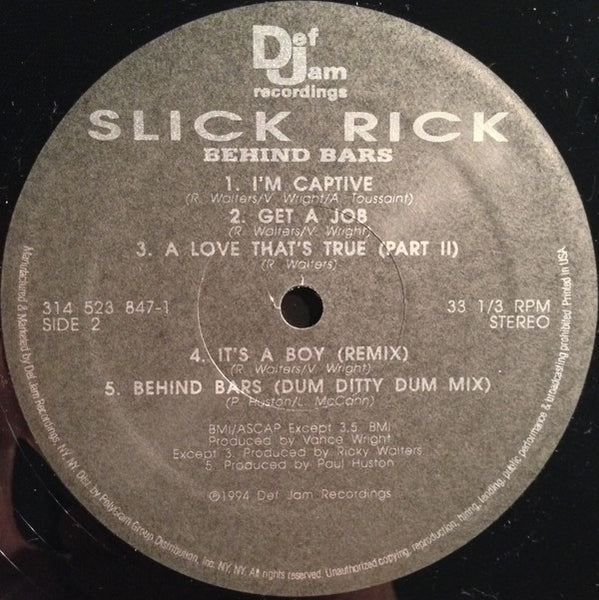 Def
Jam
recordings
SLICK RICK
BEHIND BARS
1. I'M CAPTIVE
(R. Walters/V. Wright/A. Toussaint)
2. GET A JOB
(R. Walters/V. Wright)
3. A LOVE THAT'S TRUE (PART II)
(R. Walters)
314 523 847-1
SIDE 2
33 1/3 RPM
STEREO
4. IT'S A BOY (REMIX)
(R. Walters/V. Wright)
5. BEHIND BARS (DUM DITTY DUM MIX)
(P. Huston/L. McCann)
BMI/ASCAP Except 3,5, BMI
Produced by Vance Wright
Except 3. Produced by Ricky Walters
5. Produced by Paul Huston
℗©1994 Def Jam Recordings
Manufactured & Marketed by Def Jam Recordings, NY, NY. Dist. by PolyGram Group Distribution, Inc. NY, NY. All rights reserved. Unauthorized copying, reproduction, hiring, lending, public performance & broadcasting prohibited. Printed in USA.